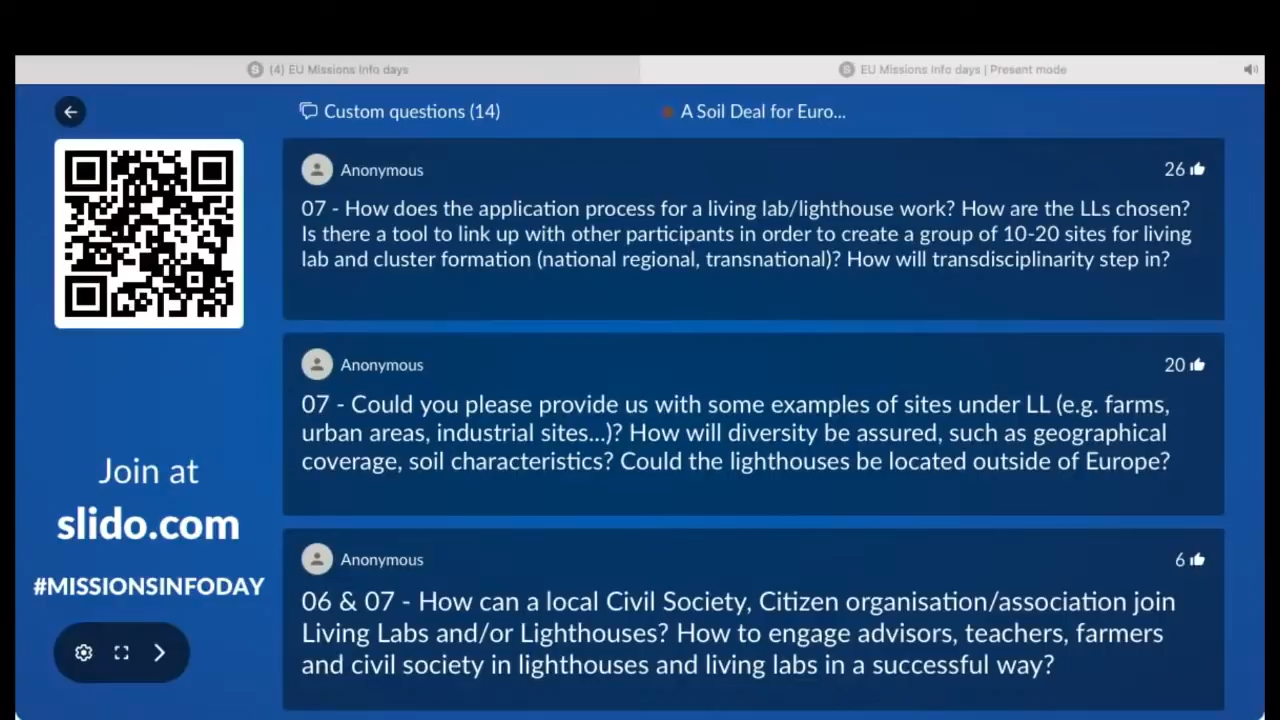 (4) EU Missions Info days
EU Missions Info days | Present mode
Custom questions (14)
A Soil Deal for Euro...
Anonymous
26
07 - How does the application process for a living lab/lighthouse work? How are the LLs chosen?
Is there a tool to link up with other participants in order to create a group of 10-20 sites for living
lab and cluster formation (national regional, transnational)? How will transdisciplinarity step in?
Anonymous
20
07 - Could you please provide us with some examples of sites under LL (e.g. farms,
urban areas, industrial sites...)? How will diversity be assured, such as geographical
coverage, soil characteristics? Could the lighthouses be located outside of Europe?
Anonymous
6
06 & 07 - How can a local Civil Society, Citizen organisation/association join
Living Labs and/or Lighthouses? How to engage advisors, teachers, farmers
and civil society in lighthouses and living labs in a successful way?
Join at
slido.com
#MISSIONSINFODAY